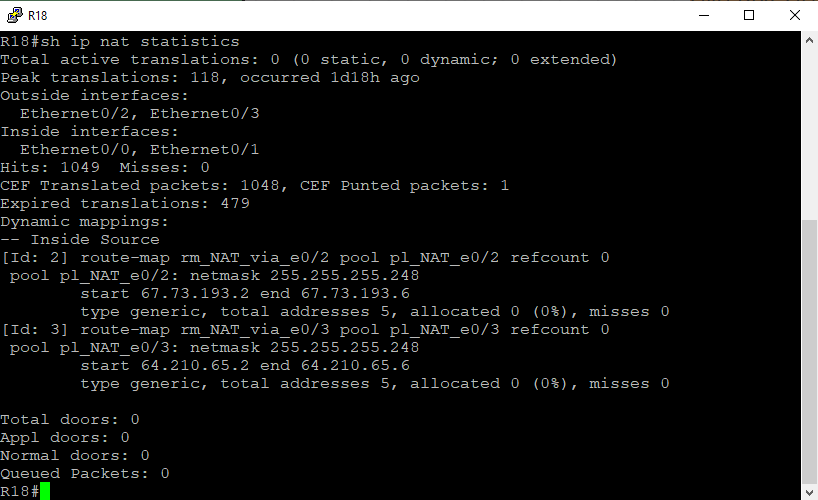 R18
R18#sh ip nat statistics
Total active translations: 0 (0 static, 0 dynamic; 0 extended)
Peak translations: 118, occurred 1d18h ago
Outside interfaces:
  Ethernet0/2, Ethernet0/3
Inside interfaces:
  Ethernet0/0, Ethernet0/1
Hits: 1049  Misses: 0
CEF Translated packets: 1048, CEF Punted packets: 1
Expired translations: 479
Dynamic mappings:
-- Inside Source
[Id: 2] route-map rm_NAT_via_e0/2 pool pl_NAT_e0/2 refcount 0
 pool pl_NAT_e0/2: netmask 255.255.255.248
        start 67.73.193.2 end 67.73.193.6
        type generic, total addresses 5, allocated 0 (0%), misses 0
[Id: 3] route-map rm_NAT_via_e0/3 pool pl_NAT_e0/3 refcount 0
 pool pl_NAT_e0/3: netmask 255.255.255.248
        start 64.210.65.2 end 64.210.65.6
        type generic, total addresses 5, allocated 0 (0%), misses 0

Total doors: 0
Appl doors: 0
Normal doors: 0
Queued Packets: 0
R18#